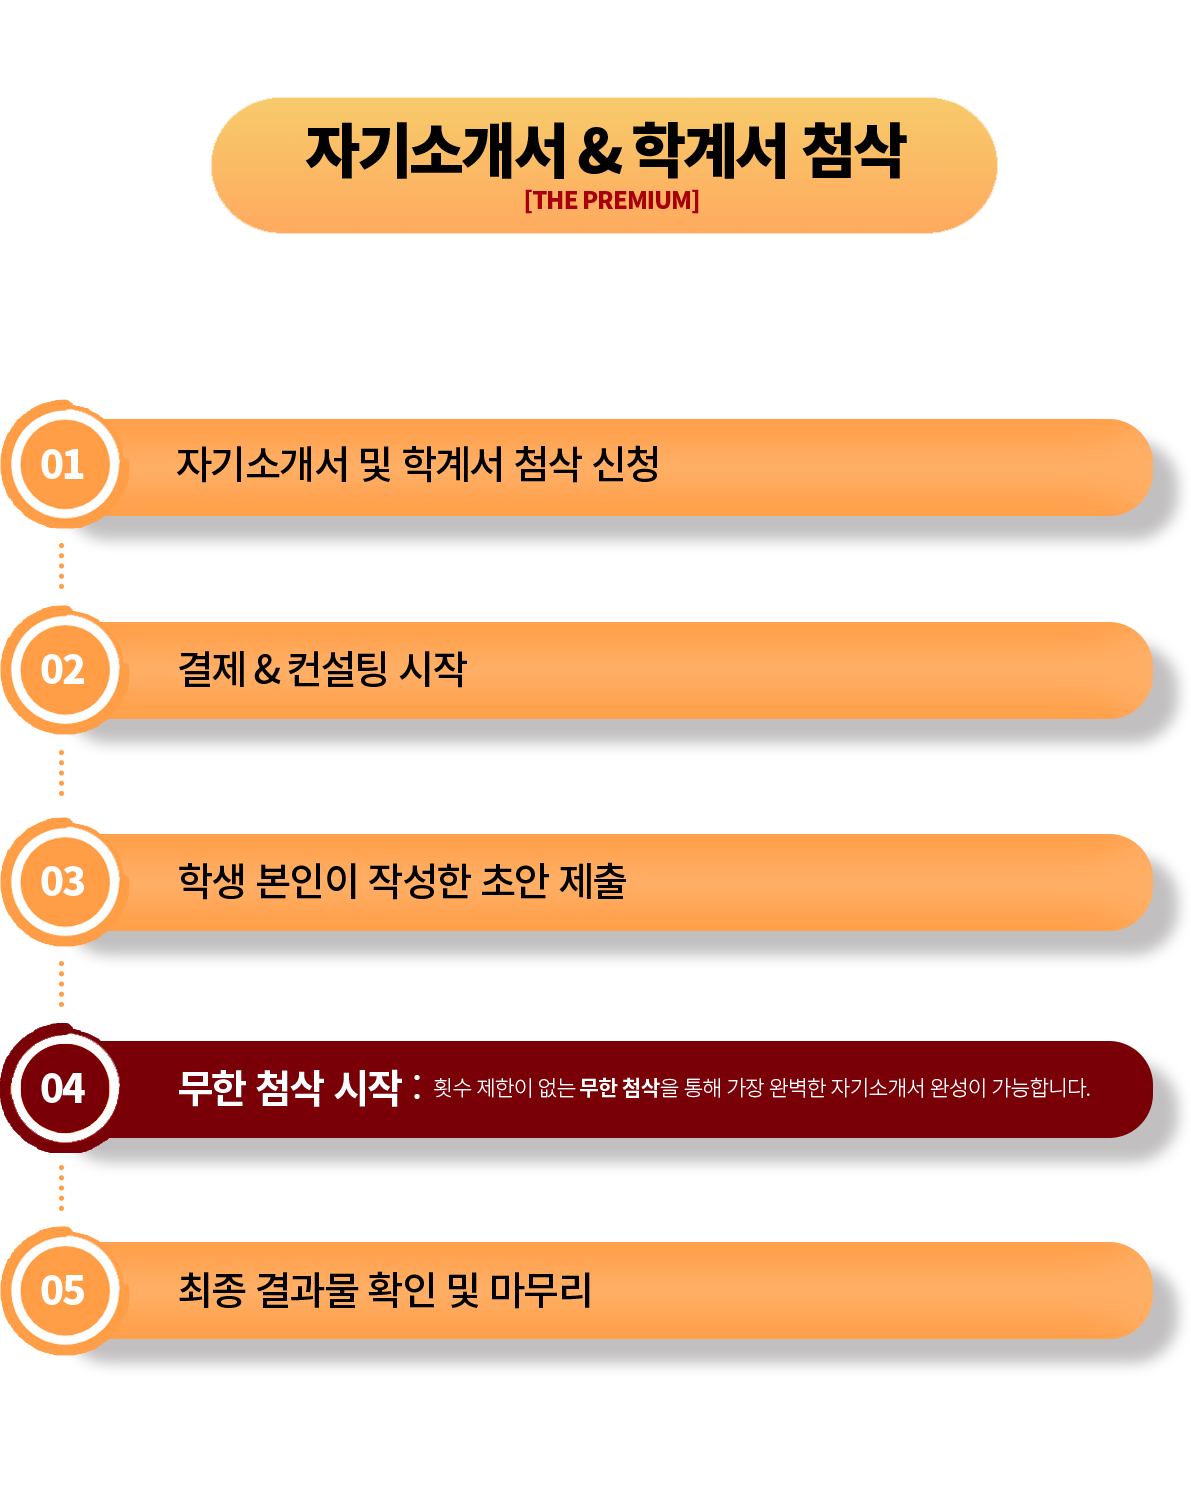 자기소개서 & 학계서 첨삭
[THE PREMIUM]
01 자기소개서 및 학계서 첨삭 신청
02 결제 & 컨설팅 시작
03 학생 본인이 작성한 초안 제출
04 무한 첨삭 시작 : 횟수 제한이 없는 무한 첨삭을 통해 가장 완벽한 자기소개서 완성이 가능합니다.
05 최종 결과물 확인 및 마무리